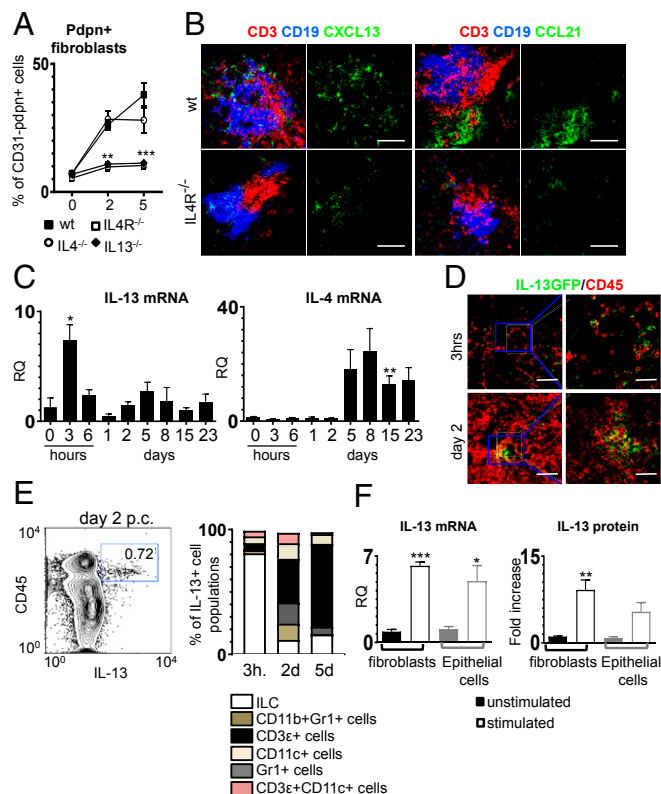 A
Pdpn+
fibroblasts
% of CD31-pdpn+ cells
50
0
**
***
0 2 5
wt IL4R-/-
IL4-/- IL13-/-
B
CD3 CD19 CXCL13 CD3 CD19 CCL21
wt
IL4R-/-
C
IL-13 mRNA
RQ
10
0
*
0 3 6 1 2 5 8 15 23
hours days
IL-4 mRNA
RQ
40
0
**
0 3 6 1 2 5 8 15 23
hours days
D
IL-13GFP/CD45
3hrs
day 2
E
day 2 p.c.
10^4
CD45
10^0
0.72
10^0 10^4
IL-13
% of IL-13+ cell
populations
100
0
3h. 2d 5d
ILC
CD11b+Gr1+ cells
CD3ε+ cells
CD11c+ cells
Gr1+ cells
CD3ε+CD11c+ cells
F
IL-13 mRNA
RQ
7
0
***
*
fibroblasts Epithelial
cells
IL-13 protein
Fold increase
15
0
**
fibroblasts Epithelial
cells
unstimulated
stimulated